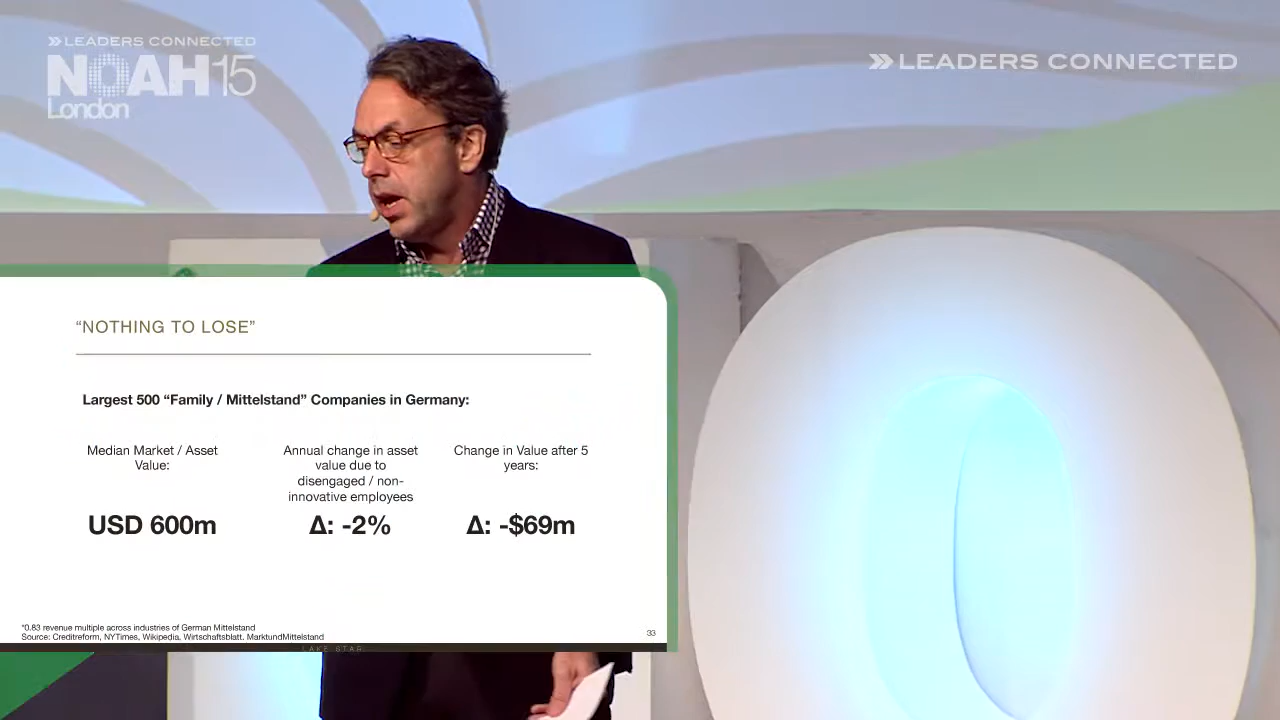 LEADERS CONNECTED
NOAH15
London
LEADERS CONNECTED
“NOTHING TO LOSE”
Largest 500 “Family / Mittelstand” Companies in Germany:
Median Market / Asset
Value:
USD 600m
Annual change in asset
value due to
disengaged / non-
innovative employees
Δ: -2%
Change in Value after 5
years:
Δ: -$69m
*0.83 revenue multiple across industries of German Mittelstand
Source: Creditreform, NYTimes, Wikipedia, Wirtschaftsblatt. MarktundMittelstand
33
LAKE STAR